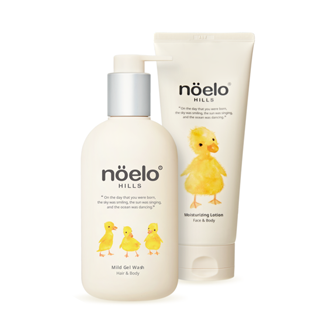 nöelo
HILLS
"On the day that you were born,
the sky was smiling, the sun was singing,
and the ocean was dancing."
Mild Gel Wash
Hair & Body
nöelo
HILLS
"On the day that you were born,
the sky was smiling, the sun was singing,
and the ocean was dancing."
Moisturizing Lotion
Face & Body